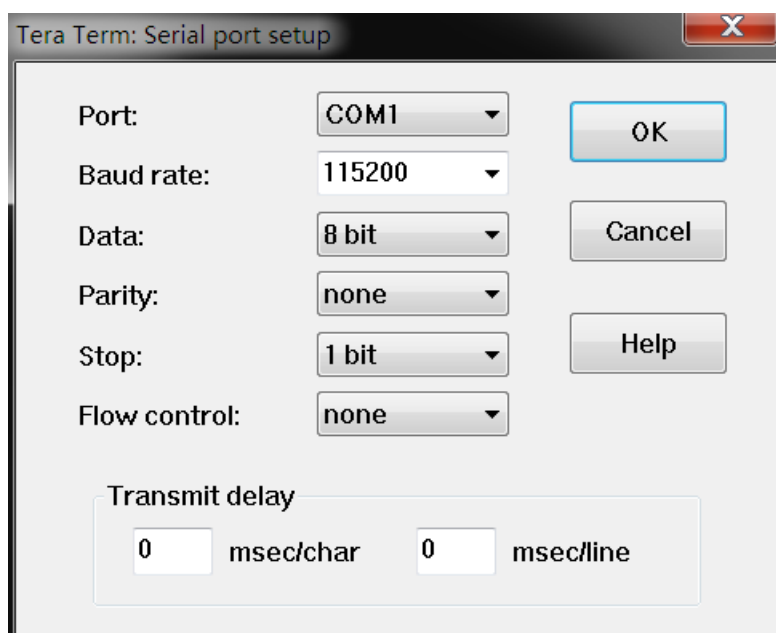 Tera Term: Serial port setup
Port: COM1 OK
Baud rate: 115200
Data: 8 bit Cancel
Parity: none
Stop: 1 bit Help
Flow control: none
Transmit delay
0 msec/char 0 msec/line